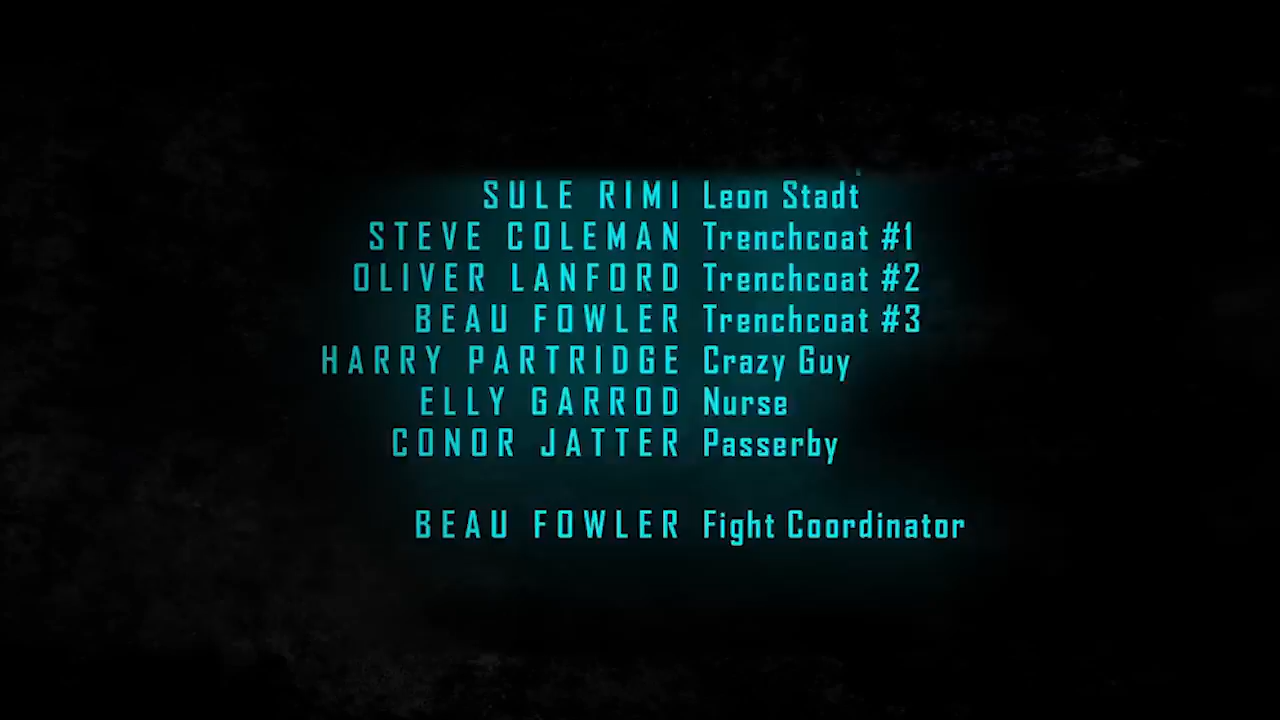 SULE RIMI Leon Stadt
STEVE COLEMAN Trenchcoat #1
OLIVER LANFORD Trenchcoat #2
BEAU FOWLER Trenchcoat #3
HARRY PARTRIDGE Crazy Guy
ELLY GARROD Nurse
CONOR JATTER Passerby
BEAU FOWLER Fight Coordinator